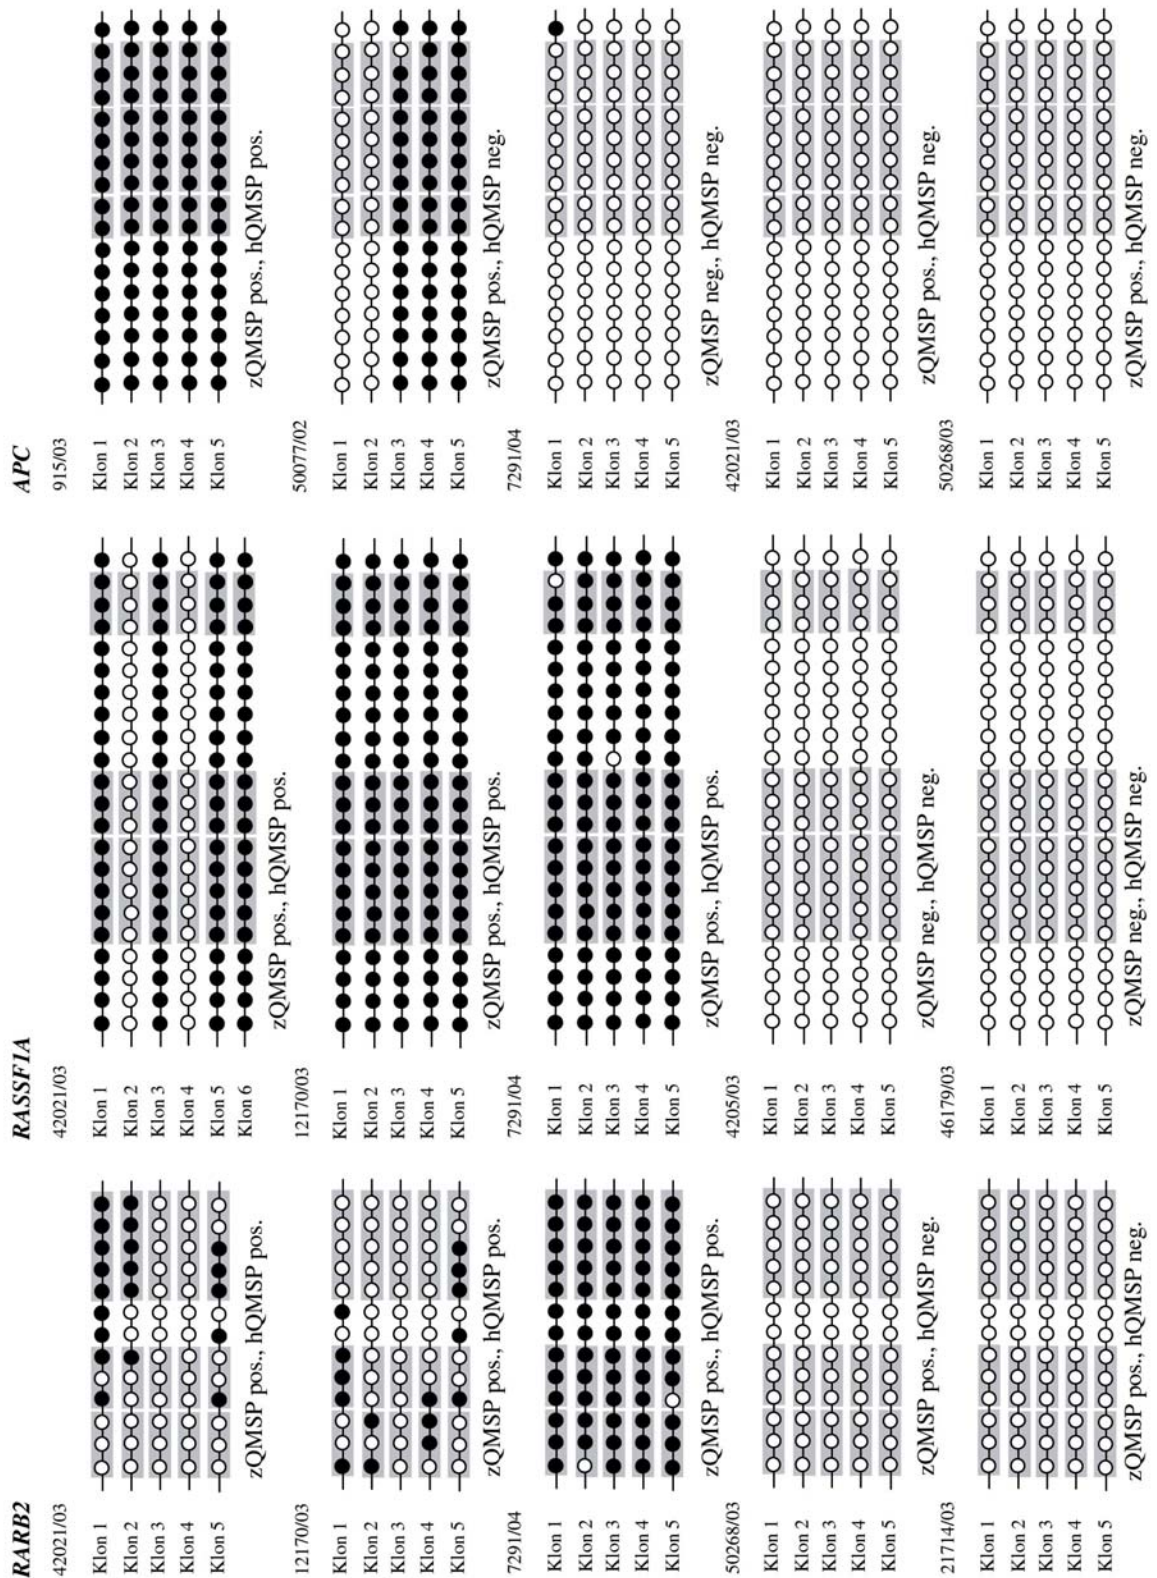 RARB2
42021/03
Klon 1
Klon 2
Klon 3
Klon 4
Klon 5
zQMSP pos., hQMSP pos.
12170/03
Klon 1
Klon 2
Klon 3
Klon 4
Klon 5
zQMSP pos., hQMSP pos.
7291/04
Klon 1
Klon 2
Klon 3
Klon 4
Klon 5
zQMSP pos., hQMSP pos.
50268/03
Klon 1
Klon 2
Klon 3
Klon 4
Klon 5
zQMSP pos., hQMSP neg.
21714/03
Klon 1
Klon 2
Klon 3
Klon 4
Klon 5
zQMSP pos., hQMSP neg.
RASSF1A
42021/03
Klon 1
Klon 2
Klon 3
Klon 4
Klon 5
Klon 6
zQMSP pos., hQMSP pos.
12170/03
Klon 1
Klon 2
Klon 3
Klon 4
Klon 5
zQMSP pos., hQMSP pos.
7291/04
Klon 1
Klon 2
Klon 3
Klon 4
Klon 5
zQMSP pos., hQMSP pos.
4205/03
Klon 1
Klon 2
Klon 3
Klon 4
Klon 5
zQMSP neg., hQMSP neg.
46179/03
Klon 1
Klon 2
Klon 3
Klon 4
Klon 5
zQMSP neg., hQMSP neg.
APC
915/03
Klon 1
Klon 2
Klon 3
Klon 4
Klon 5
zQMSP pos., hQMSP pos.
50077/02
Klon 1
Klon 2
Klon 3
Klon 4
Klon 5
zQMSP pos., hQMSP neg.
7291/04
Klon 1
Klon 2
Klon 3
Klon 4
Klon 5
zQMSP neg., hQMSP neg.
42021/03
Klon 1
Klon 2
Klon 3
Klon 4
Klon 5
zQMSP pos., hQMSP neg.
50268/03
Klon 1
Klon 2
Klon 3
Klon 4
Klon 5
zQMSP pos., hQMSP neg.